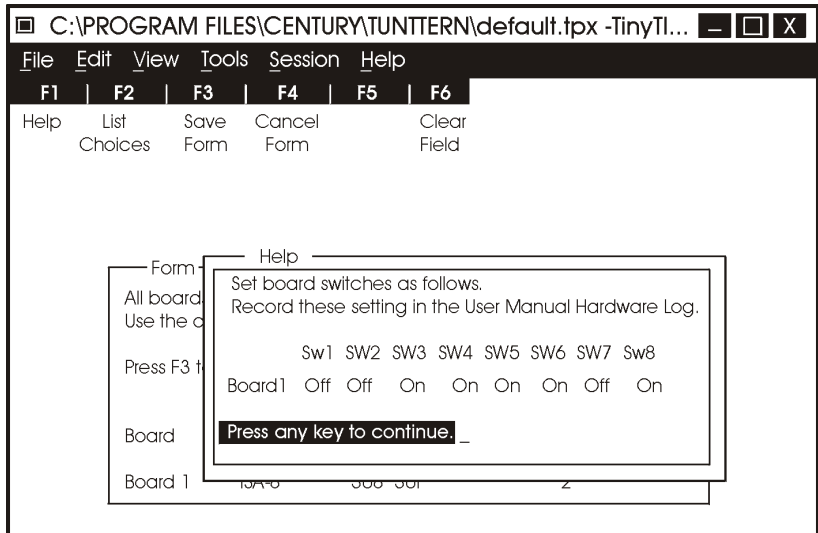 C:\PROGRAM FILES\CENTURY\TUNTTERN\default.tpx -TinyTI... X
File Edit View Tools Session Help
F1 | F2 | F3 | F4 | F5 | F6
Help List Save Cancel Clear
Choices Form Form Field
Help
Form
Set board switches as follows.
All board
Record these setting in the User Manual Hardware Log.
Use the
Sw1 SW2 SW3 SW4 SW5 SW6 SW7 Sw8
Press F3 t
Board1 Off Off On On On On Off On
Board
Press any key to continue. _
Board 1 2